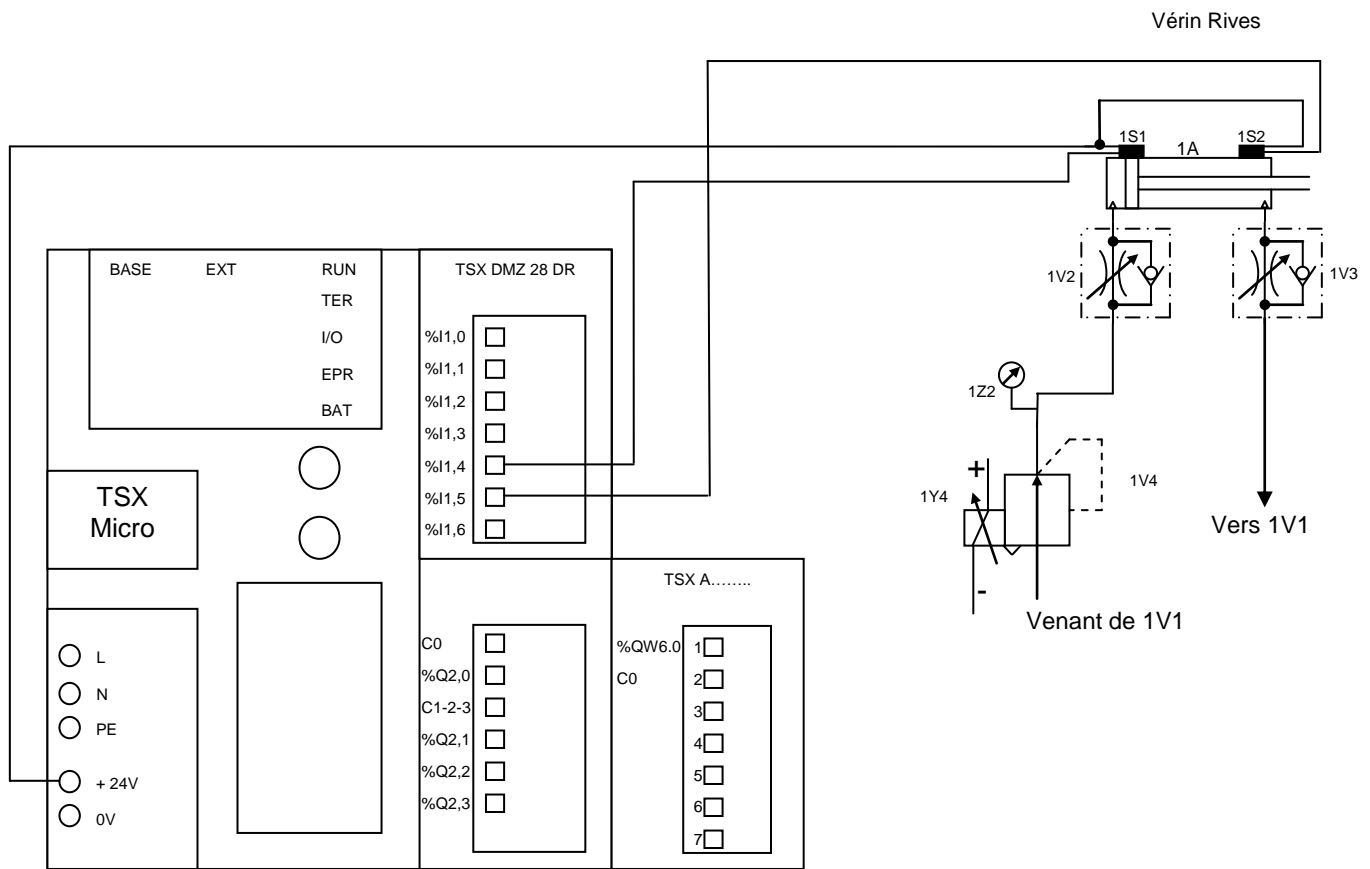 Vérin Rives
1S1
1S2
1A
BASE EXT RUN
TER
I/O
EPR
BAT
TSX DMZ 28 DR
%I1,0
%I1,1
%I1,2
%I1,3
%I1,4
%I1,5
%I1,6
1V2
1V3
1Z2
+
1Y4
1V4
-
Vers 1V1
Venant de 1V1
TSX
Micro
L
N
PE
+ 24V
0V
C0
%Q2,0
C1-2-3
%Q2,1
%Q2,2
%Q2,3
TSX A……..
%QW6.0 1
C0 2
3
4
5
6
7